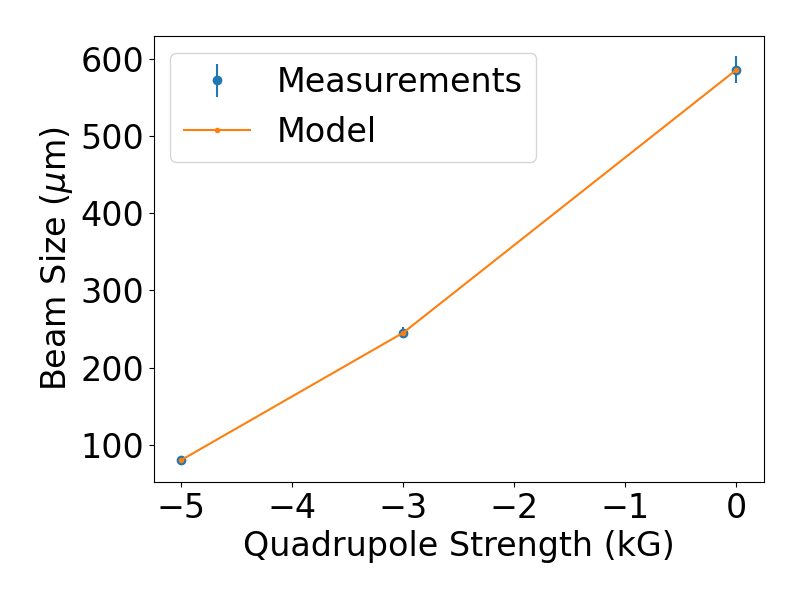 Measurements
Model
600
500
400
300
200
100
Beam Size (μm)
−5 −4 −3 −2 −1 0
Quadrupole Strength (kG)